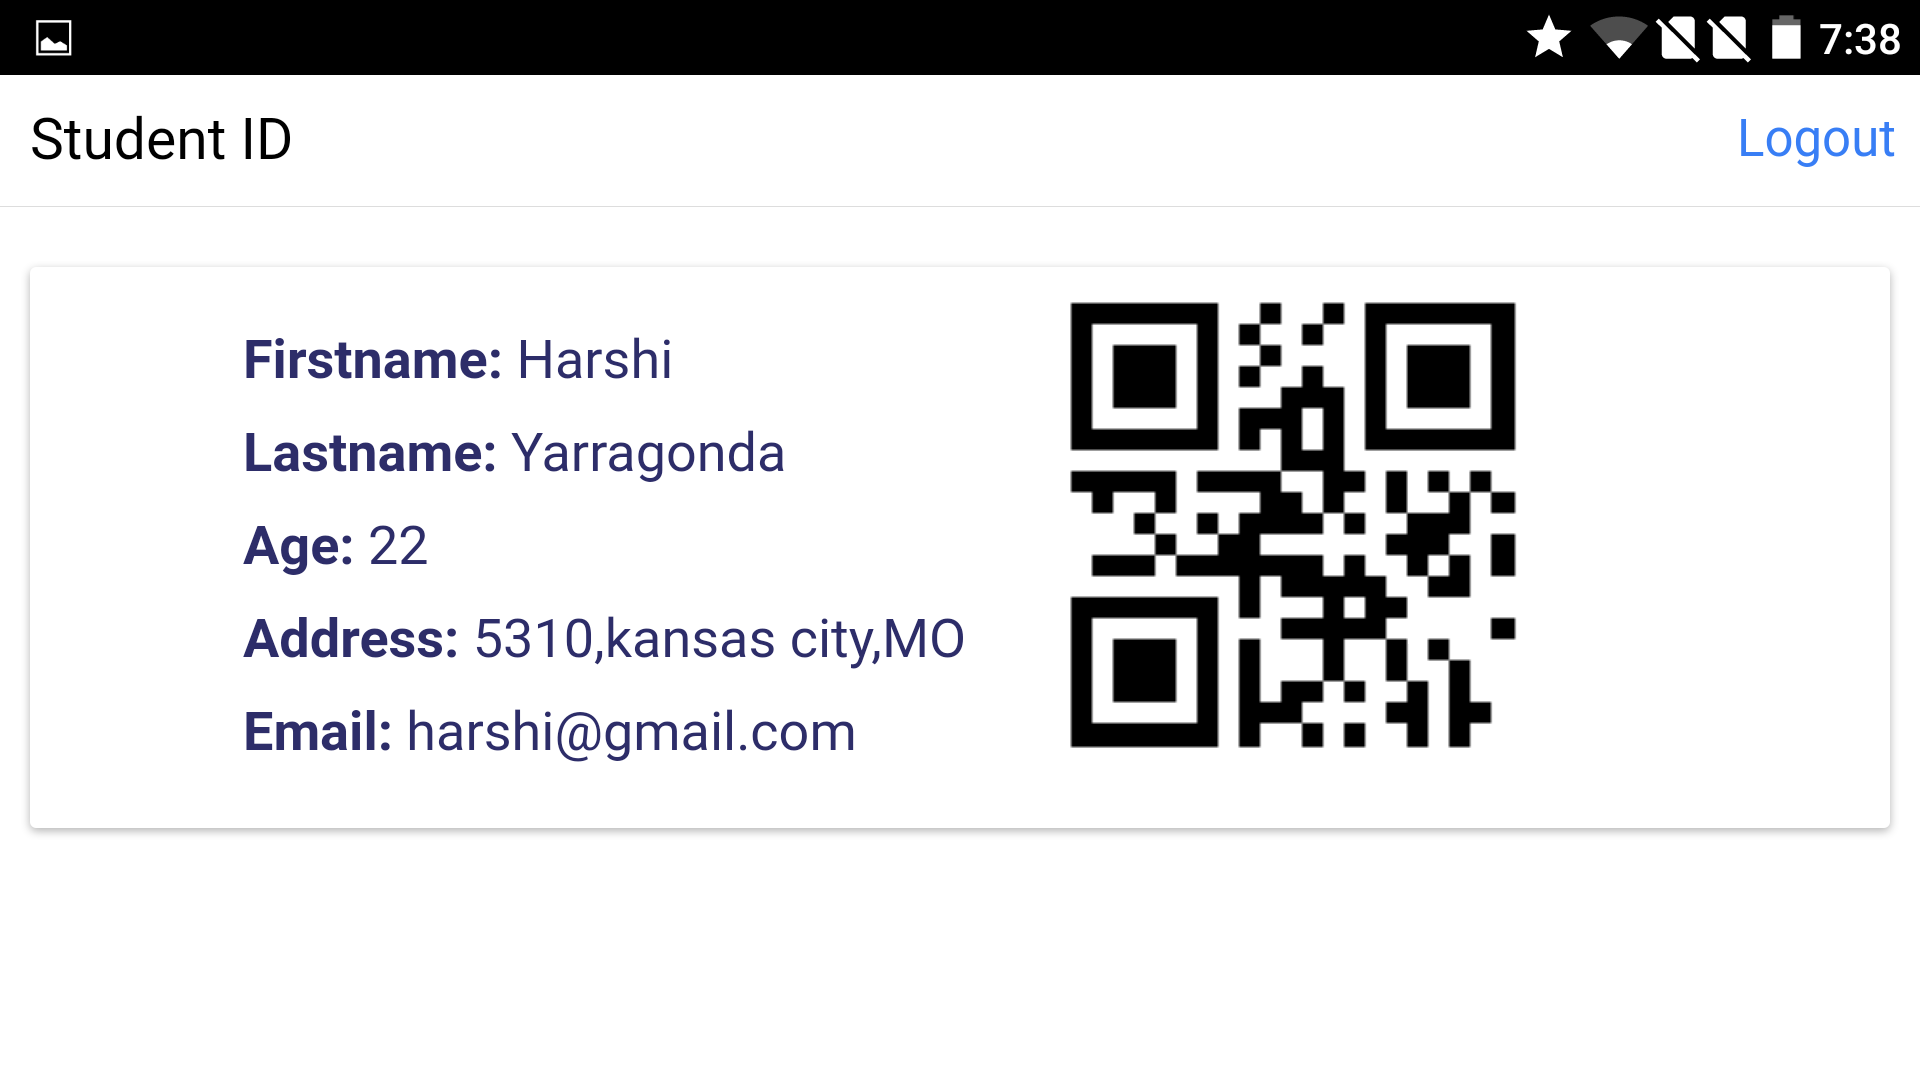 7:38
Student ID
Logout
Firstname: Harshi
Lastname: Yarragonda
Age: 22
Address: 5310,kansas city,MO
Email: harshi@gmail.com